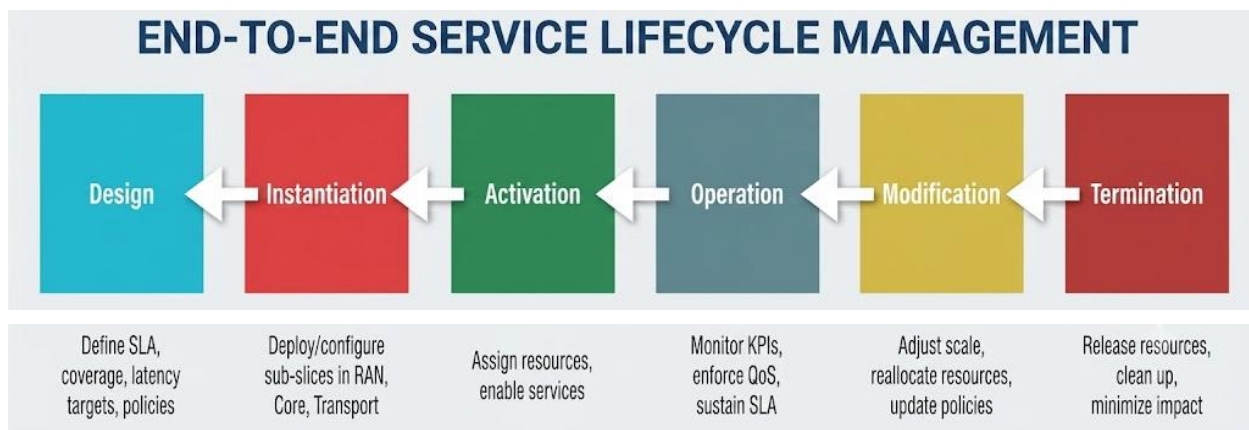 END-TO-END SERVICE LIFECYCLE MANAGEMENT
Design
Instantiation
Activation
Operation
Modification
Termination
Define SLA,
coverage, latency
targets, policies
Deploy/configure
sub-slices in RAN,
Core, Transport
Assign resources,
enable services
Monitor KPIs,
enforce QoS,
sustain SLA
Adjust scale,
reallocate resources,
update policies
Release resources,
clean up,
minimize impact